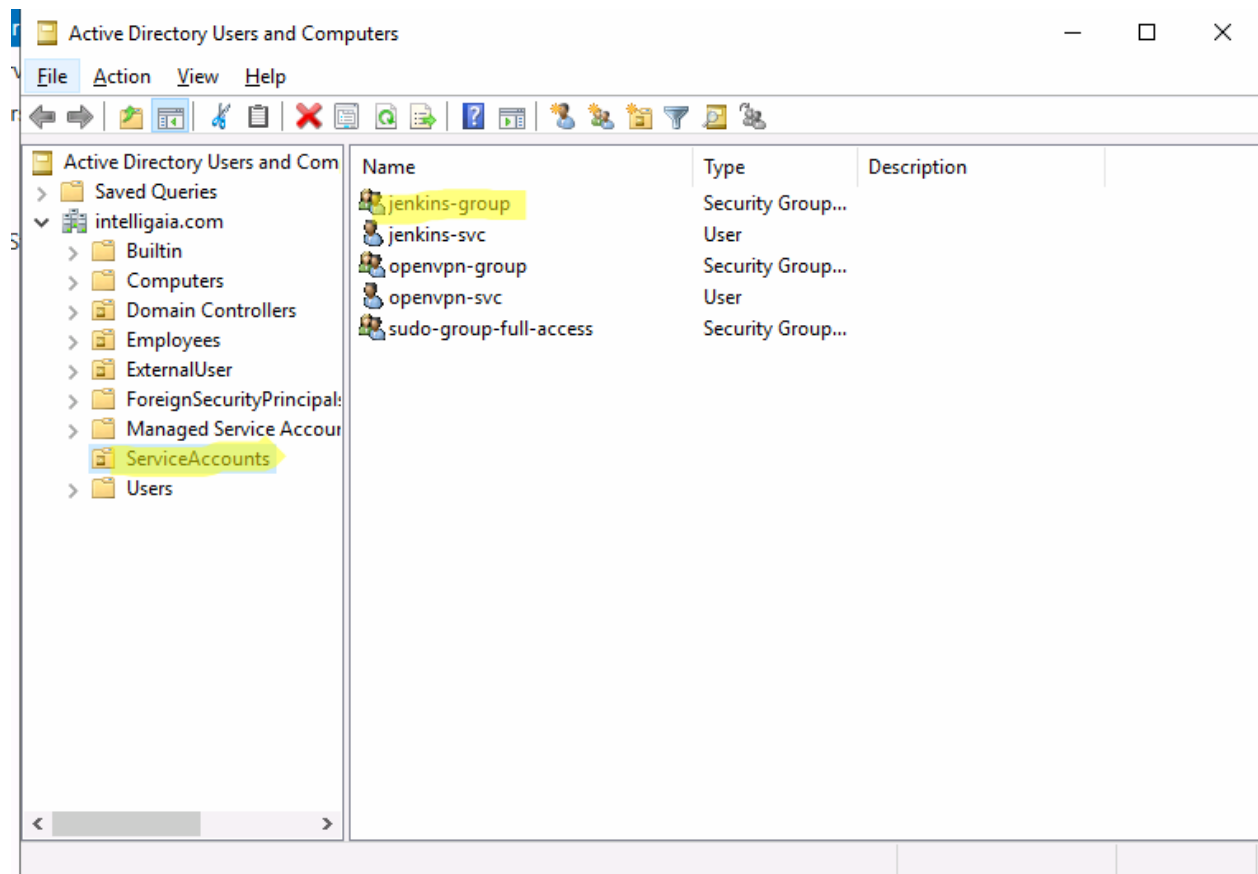 Active Directory Users and Computers
File Action View Help
Active Directory Users and Com
Saved Queries
intelligaia.com
Builtin
Computers
Domain Controllers
Employees
ExternalUser
ForeignSecurityPrincipals
Managed Service Accour
ServiceAccounts
Users
Name Type Description
jenkins-group Security Group...
jenkins-svc User
openvpn-group Security Group...
openvpn-svc User
sudo-group-full-access Security Group...